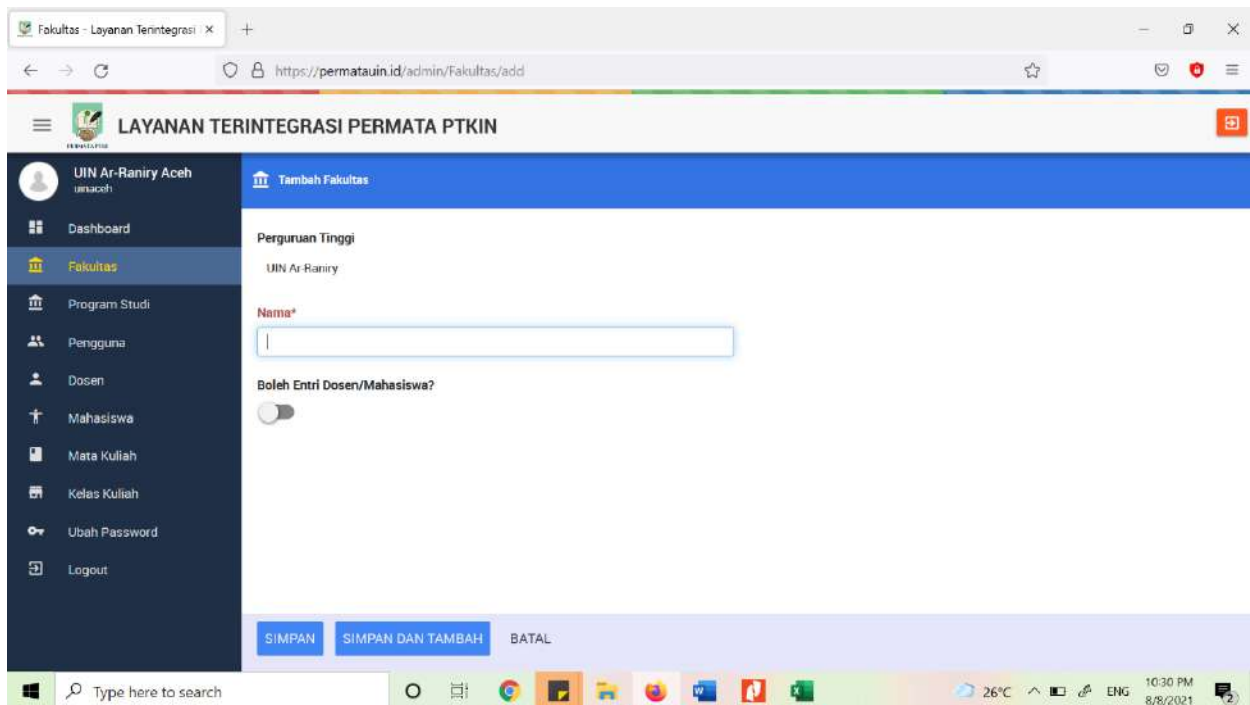 Fakultas - Layanan Terintegrasi
https://permatauin.id/admin/Fakultas/add
LAYANAN TERINTEGRASI PERMATA PTKIN
UIN Ar-Raniry Aceh
uinaceh
Tambah Fakultas
Dashboard
Fakultas
Program Studi
Pengguna
Dosen
Mahasiswa
Mata Kuliah
Kelas Kuliah
Ubah Password
Logout
Perguruan Tinggi
UIN Ar-Raniry
Nama*
Boleh Entri Dosen/Mahasiswa?
SIMPAN
SIMPAN DAN TAMBAH
BATAL
Type here to search
26°C
ENG
10:30 PM
8/8/2021
2